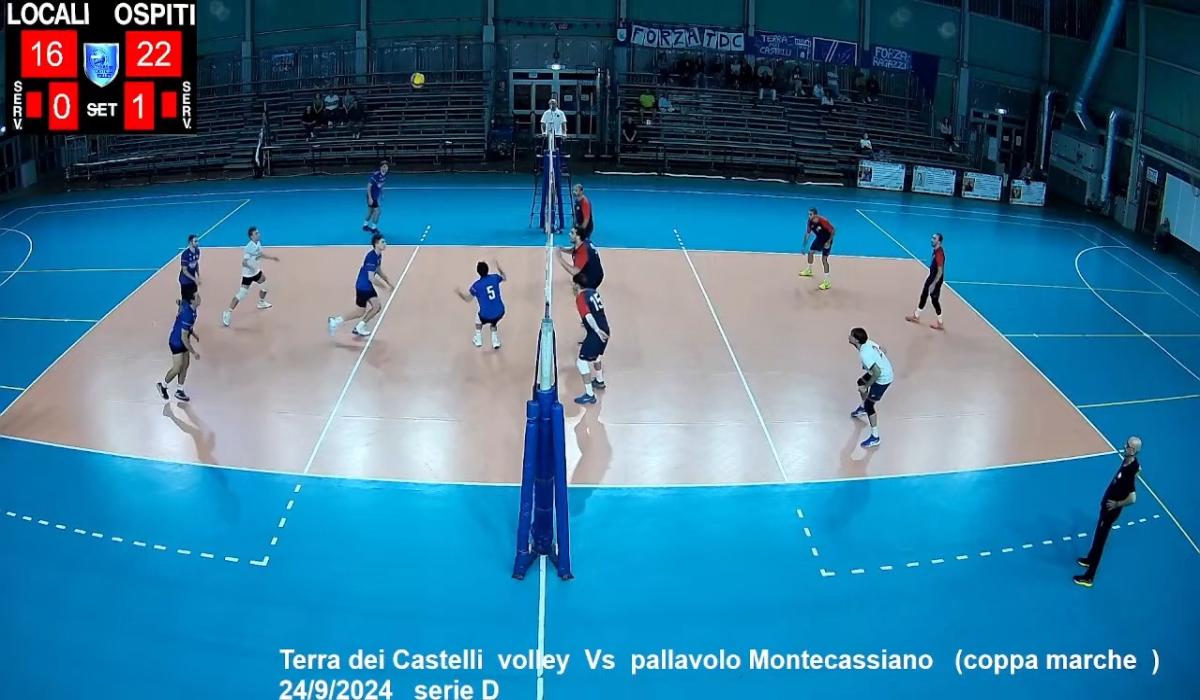 LOCALI OSPITI
16 22
SERV. 0 SET 1 SERV.
FORZA TDC
TERRA
CASTELLI
FORZA
RAGAZZI
5
15
Terra dei Castelli volley Vs pallavolo Montecassiano (coppa marche )
24/9/2024 serie D